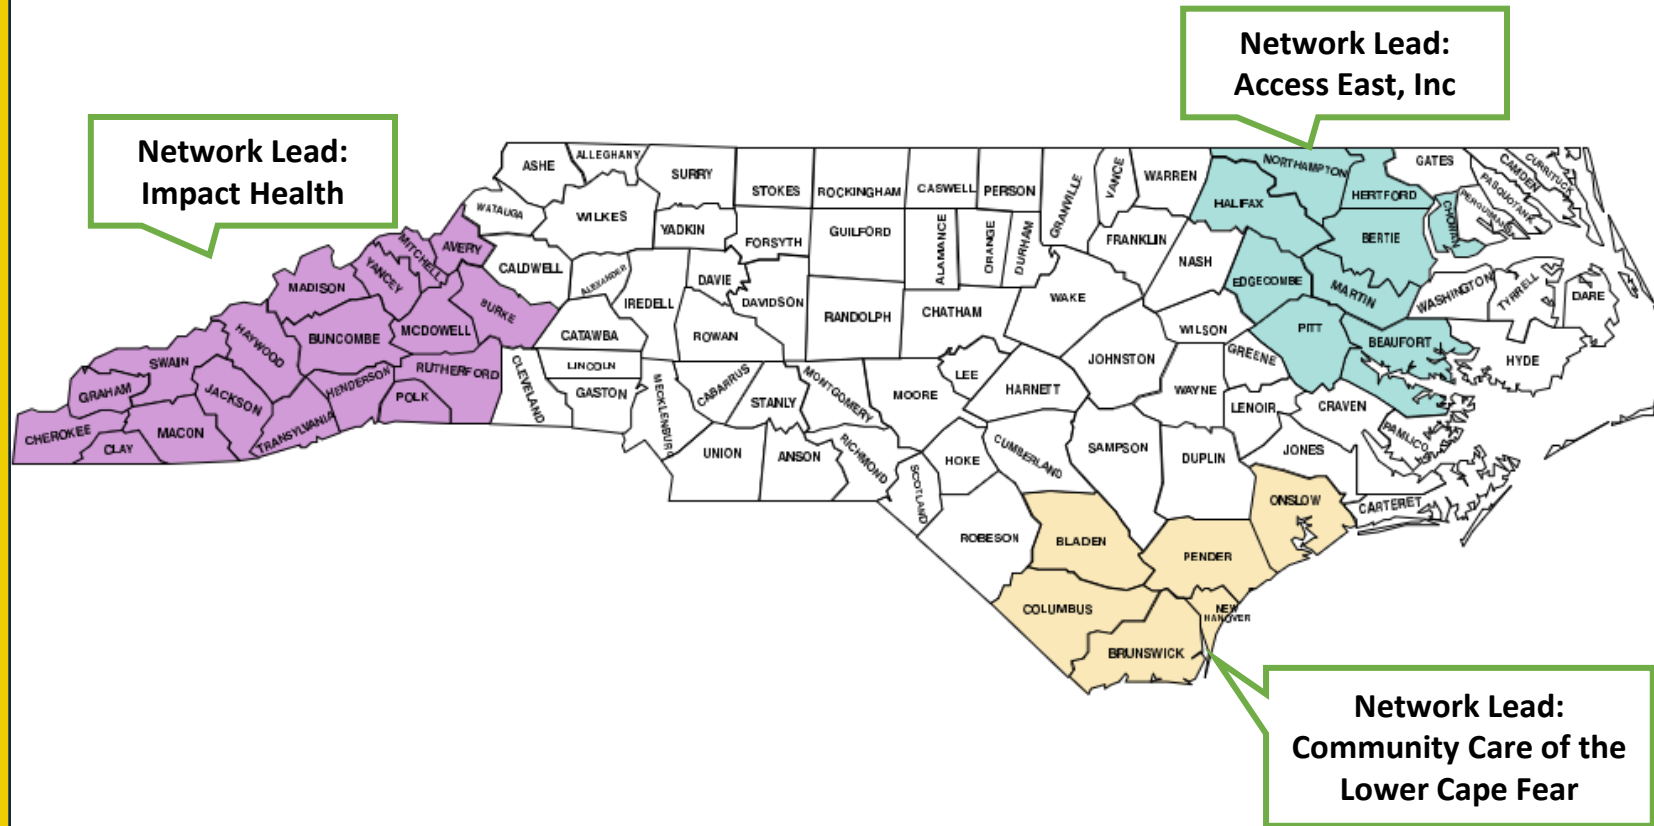 Network Lead:
Access East, Inc
Network Lead:
Impact Health
ASHE
ALLEGHANY
SURRY
STOKES
ROCKINGHAM
CASWELL
PERSON
GRANVILLE
VANCE
WARREN
NORTHAMPTON
GATES
CAMDEN
CURRITUCK
PASQUOTANK
PERQUIMANS
HERTFORD
HALIFAX
CHOWAN
BERTIE
WATAUGA
WILKES
YADKIN
FORSYTH
GUILFORD
ALAMANCE
ORANGE
DURHAM
FRANKLIN
NASH
EDGECOMBE
MARTIN
WASHINGTON
TYRRELL
DARE
AVERY
MITCHELL
YANCEY
MADISON
CALDWELL
ALEXANDER
IREDELL
DAVIE
DAVIDSON
RANDOLPH
CHATHAM
WAKE
WILSON
PITT
BEAUFORT
HYDE
BURKE
MCDOWELL
BUNCOMBE
HAYWOOD
SWAIN
CATAWBA
ROWAN
LINCOLN
GASTON
CLEVELAND
RUTHERFORD
HENDERSON
POLK
JACKSON
GRAHAM
TRANSYLVANIA
MACON
CHEROKEE
CLAY
MECKLENBURG
CABARRUS
STANLY
MONTGOMERY
MOORE
LEE
HARNETT
JOHNSTON
GREENE
WAYNE
LENOIR
CRAVEN
PAMLICO
JONES
UNION
ANSON
RICHMOND
SCOTLAND
HOKE
CUMBERLAND
SAMPSON
DUPLIN
ONSLOW
CARTERET
ROBESON
BLADEN
PENDER
COLUMBUS
NEW
HANOVER
BRUNSWICK
Network Lead:
Community Care of the
Lower Cape Fear